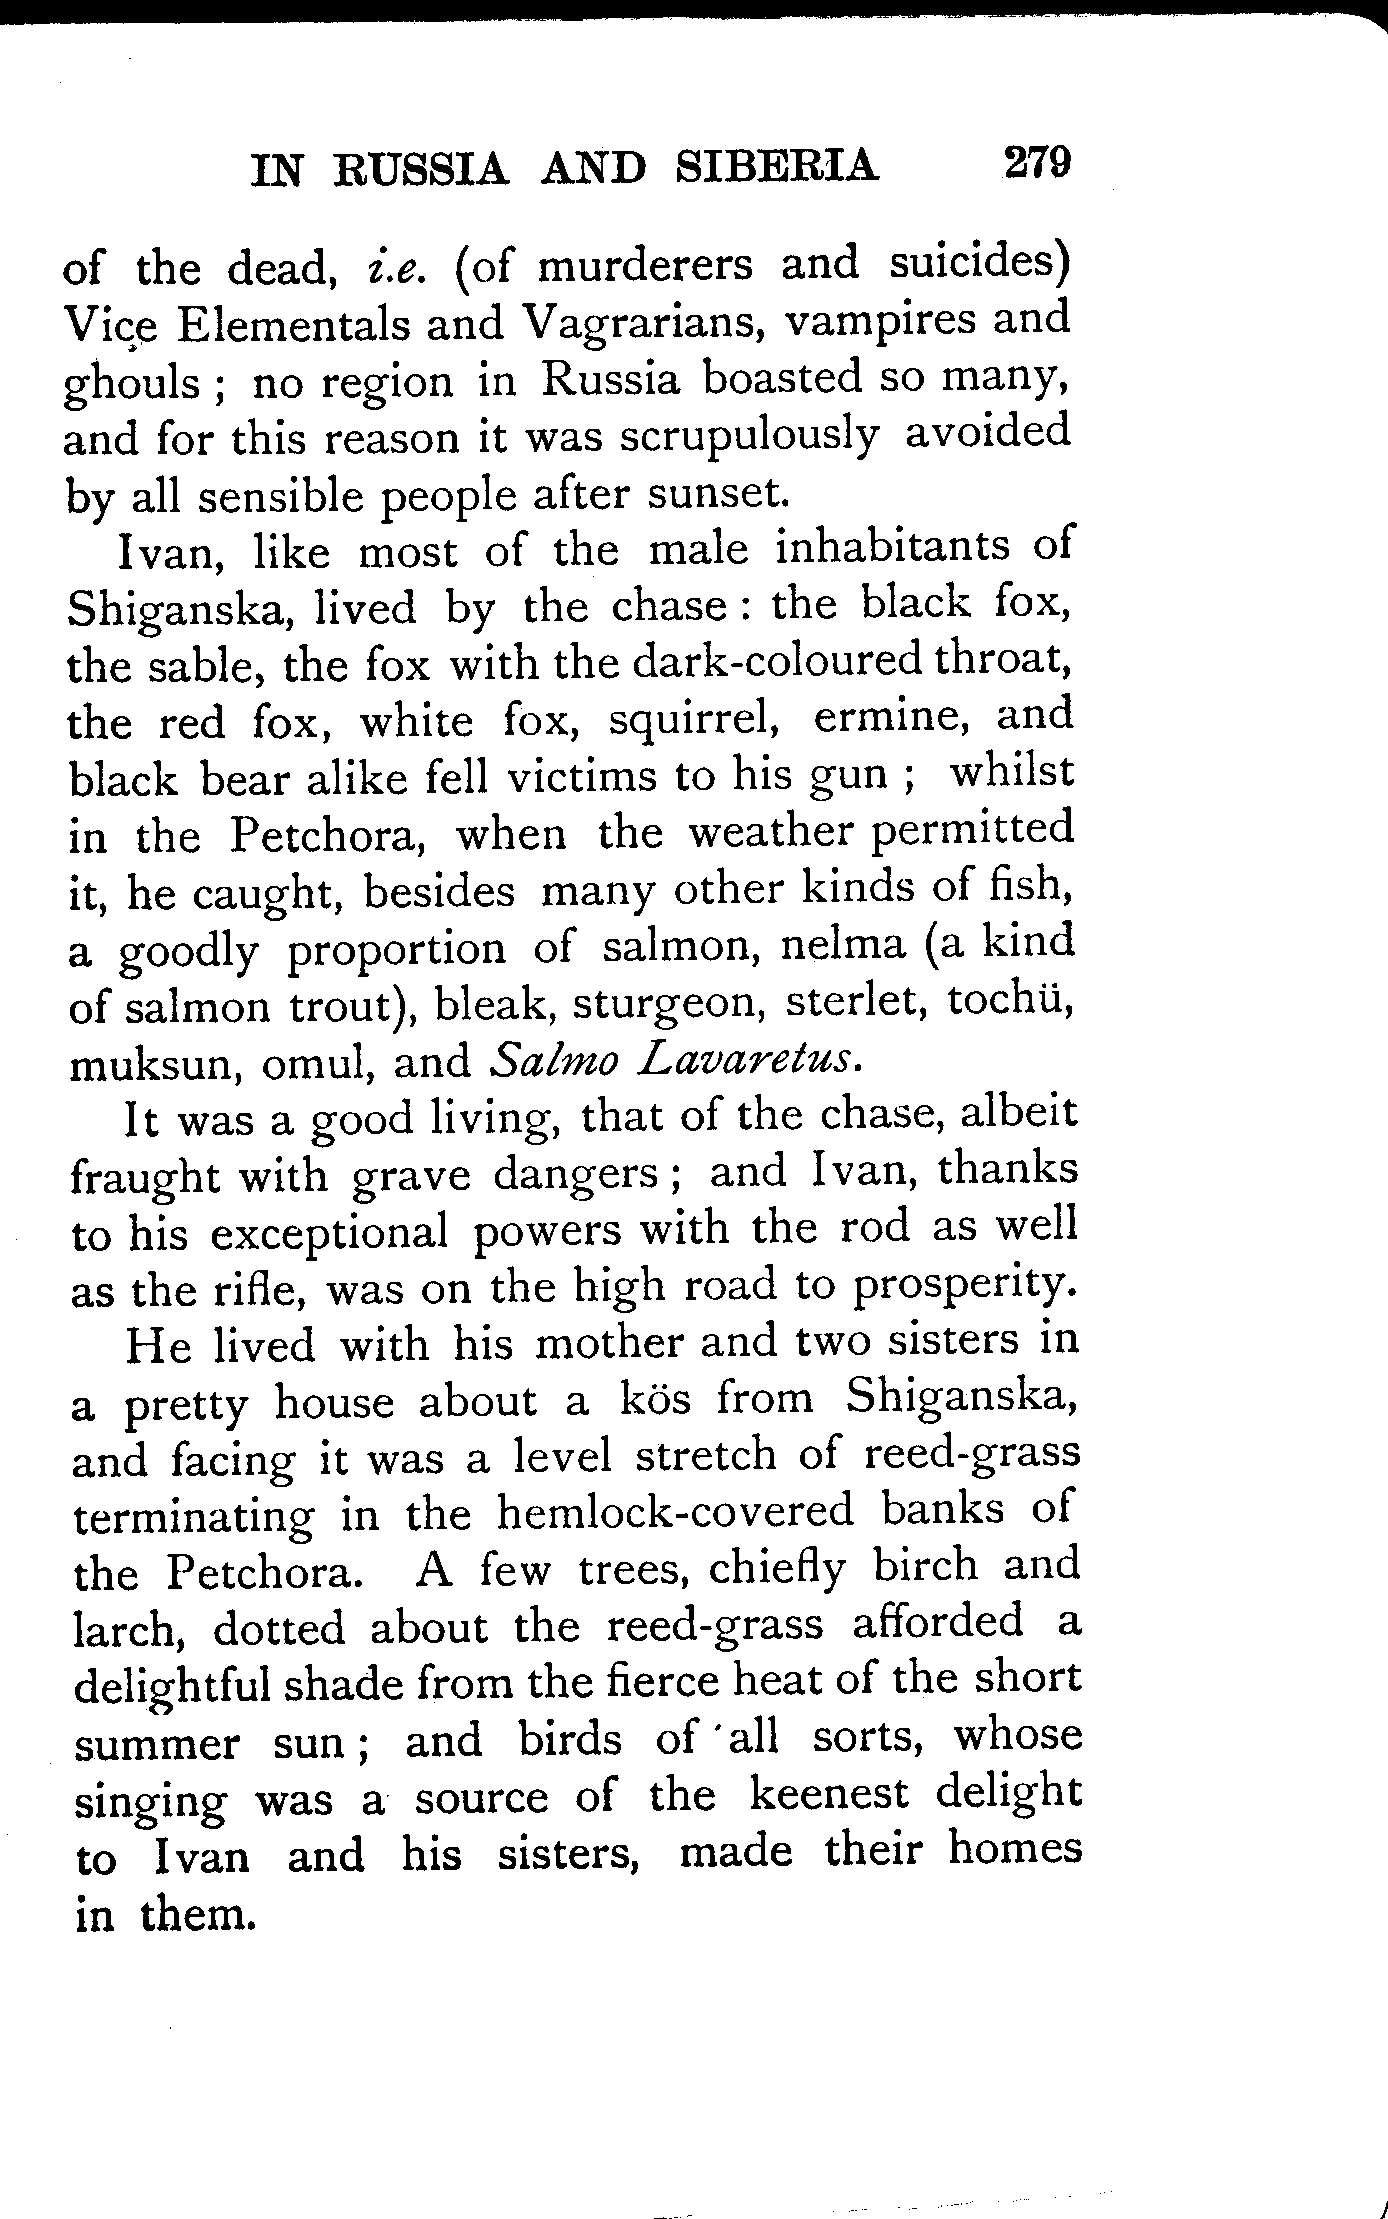 IN RUSSIA AND SIBERIA 279
of the dead, i.e. (of murderers and suicides)
Vice Elementals and Vagrarians, vampires and
ghouls ; no region in Russia boasted so many,
and for this reason it was scrupulously avoided
by all sensible people after sunset.
Ivan, like most of the male inhabitants of
Shiganska, lived by the chase : the black fox,
the sable, the fox with the dark-coloured throat,
the red fox, white fox, squirrel, ermine, and
black bear alike fell victims to his gun ; whilst
in the Petchora, when the weather permitted
it, he caught, besides many other kinds of fish,
a goodly proportion of salmon, nelma (a kind
of salmon trout), bleak, sturgeon, sterlet, tochü,
muksun, omul, and Salmo Lavaretus.
It was a good living, that of the chase, albeit
fraught with grave dangers ; and Ivan, thanks
to his exceptional powers with the rod as well
as the rifle, was on the high road to prosperity.
He lived with his mother and two sisters in
a pretty house about a kös from Shiganska,
and facing it was a level stretch of reed-grass
terminating in the hemlock-covered banks of
the Petchora. A few trees, chiefly birch and
larch, dotted about the reed-grass afforded a
delightful shade from the fierce heat of the short
summer sun ; and birds of all sorts, whose
singing was a source of the keenest delight
to Ivan and his sisters, made their homes
in them.